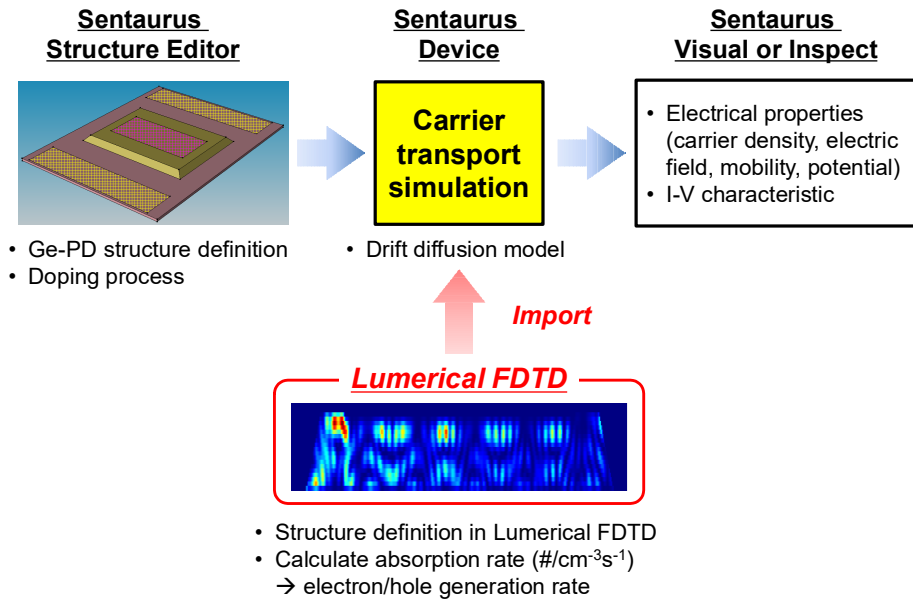 Sentaurus
Structure Editor
Sentaurus
Device
Sentaurus
Visual or Inspect
Carrier
transport
simulation
• Electrical properties
(carrier density, electric
field, mobility, potential)
• I-V characteristic
• Ge-PD structure definition
• Doping process
• Drift diffusion model
Import
Lumerical FDTD
• Structure definition in Lumerical FDTD
• Calculate absorption rate (#/cm⁻³s⁻¹)
→ electron/hole generation rate